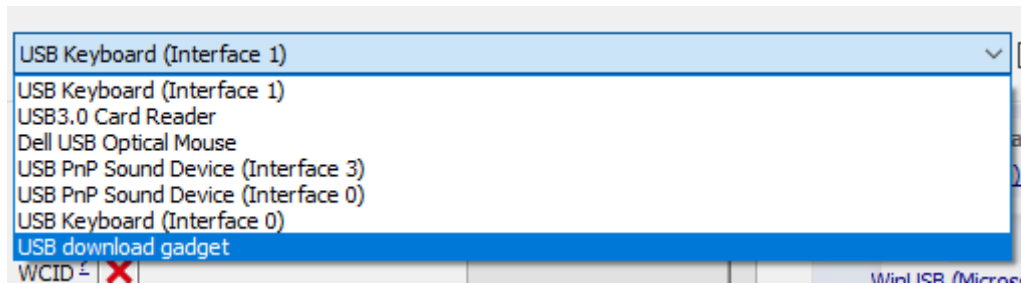 USB Keyboard (Interface 1)
USB Keyboard (Interface 1)
USB3.0 Card Reader
Dell USB Optical Mouse
USB PnP Sound Device (Interface 3)
USB PnP Sound Device (Interface 0)
USB Keyboard (Interface 0)
USB download gadget
WCID ?
WinUSB